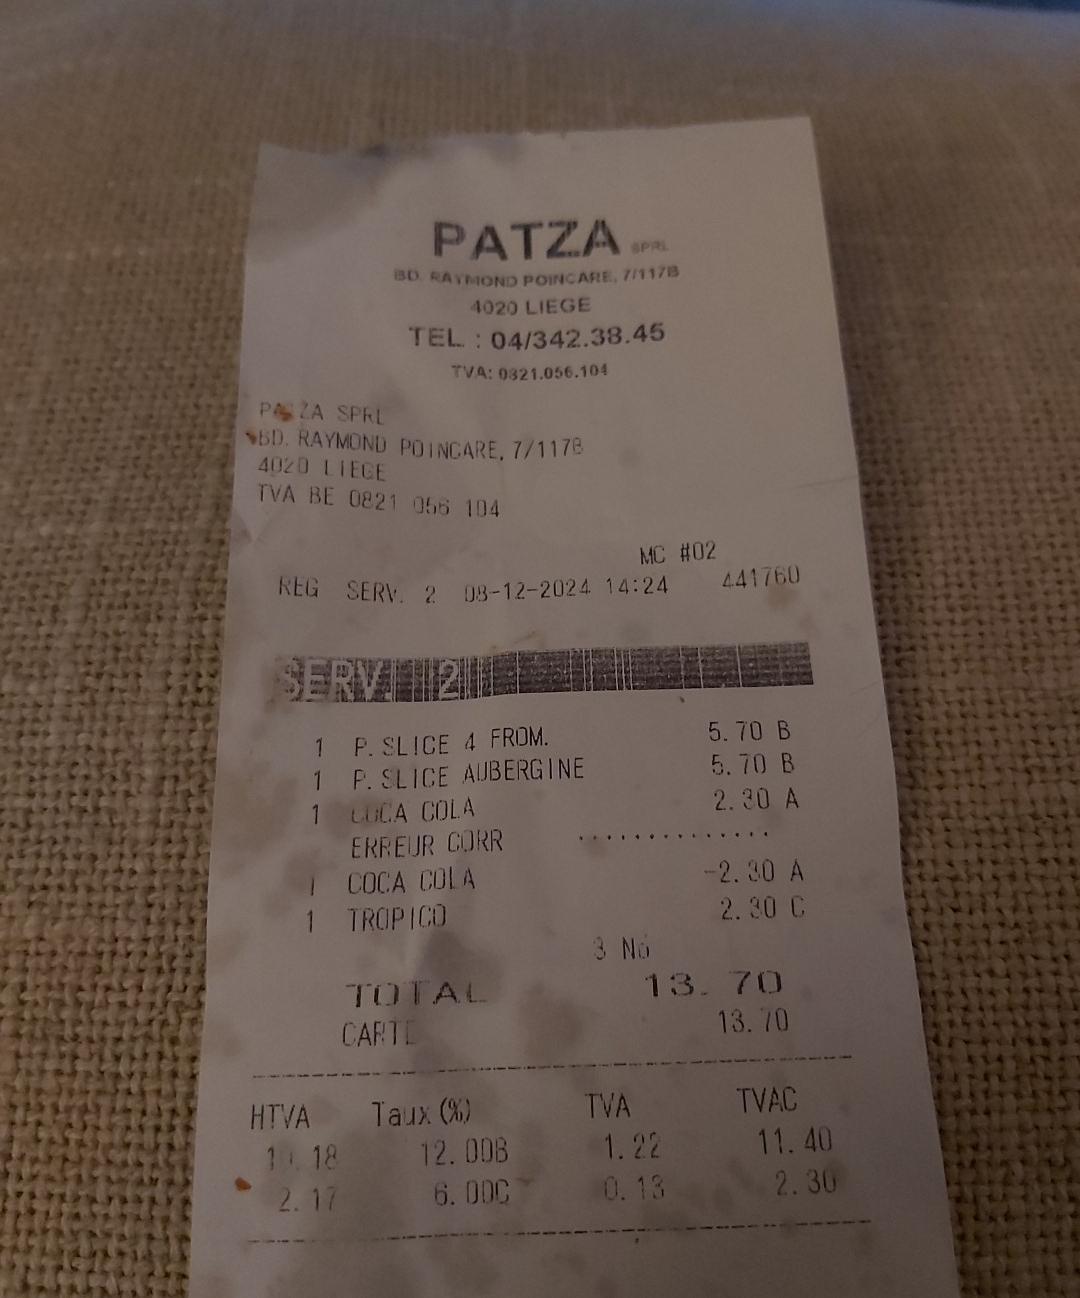 PATZA SPRL
BD. RAYMOND POINCARE, 7/117B
4020 LIEGE
TEL. : 04/342.38.45
TVA: 0821.056.104
PATZA SPRL
BD. RAYMOND POINCARE, 7/117B
4020 LIEGE
TVA BE 0821 056 104
MC #02
REG SERV. 2 08-12-2024 14:24 441760
SERV. 2
1 P. SLICE 4 FROM. 5.70 B
1 P. SLICE AUBERGINE 5.70 B
1 COCA COLA 2.30 A
ERREUR CORR ..............
1 COCA COLA -2.30 A
1 TROPICO 2.30 C
3 No
TOTAL 13.70
CARTE 13.70
HTVA Taux(%) TVA TVAC
10.18 12.00B 1.22 11.40
2.17 6.00C 0.13 2.30